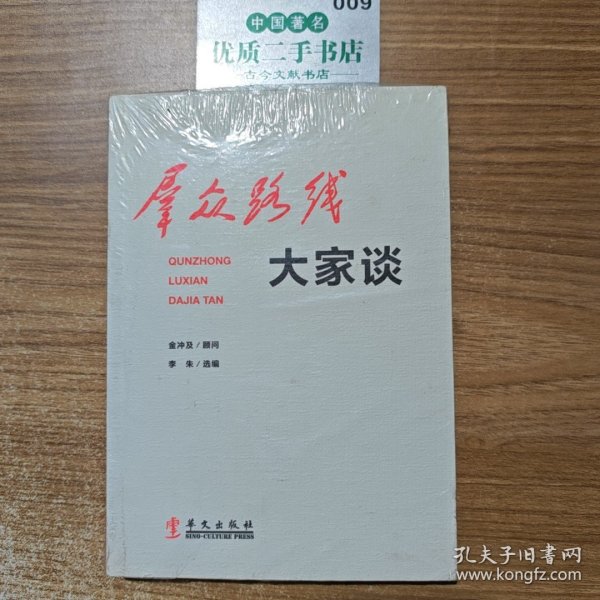 009
中国著名
优质二手书店
古今文献书店
群众路线
QUNZHONG
LUXIAN
DAJIA TAN
大家谈
金冲及/顾问
李 朱/选编
華文出版社
SINO-CULTURE PRESS
孔夫子旧书网
www.kongfz.com